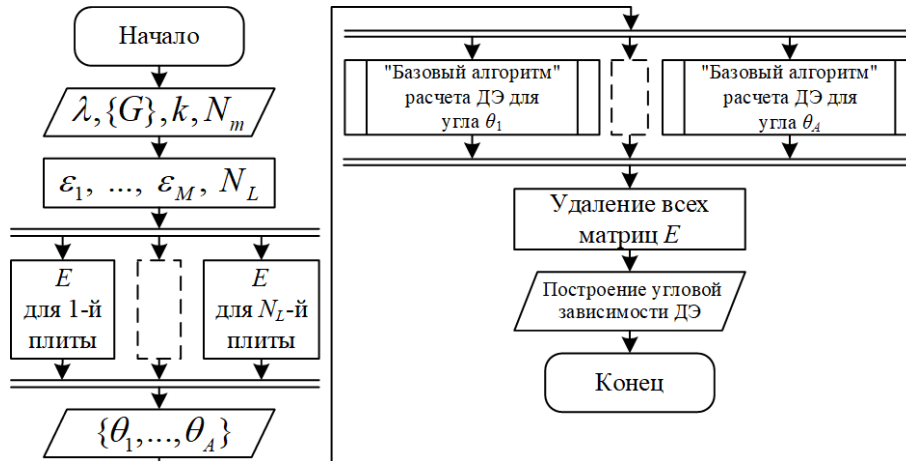 Начало
λ, {G}, k, N_m
ε_1, ..., ε_M, N_L
E
для 1-й
плиты
E
для N_L-й
плиты
{θ_1,...,θ_A}
"Базовый алгоритм"
расчета ДЭ для
угла θ_1
"Базовый алгоритм"
расчета ДЭ для
угла θ_A
Удаление всех
матриц E
Построение угловой
зависимости ДЭ
Конец